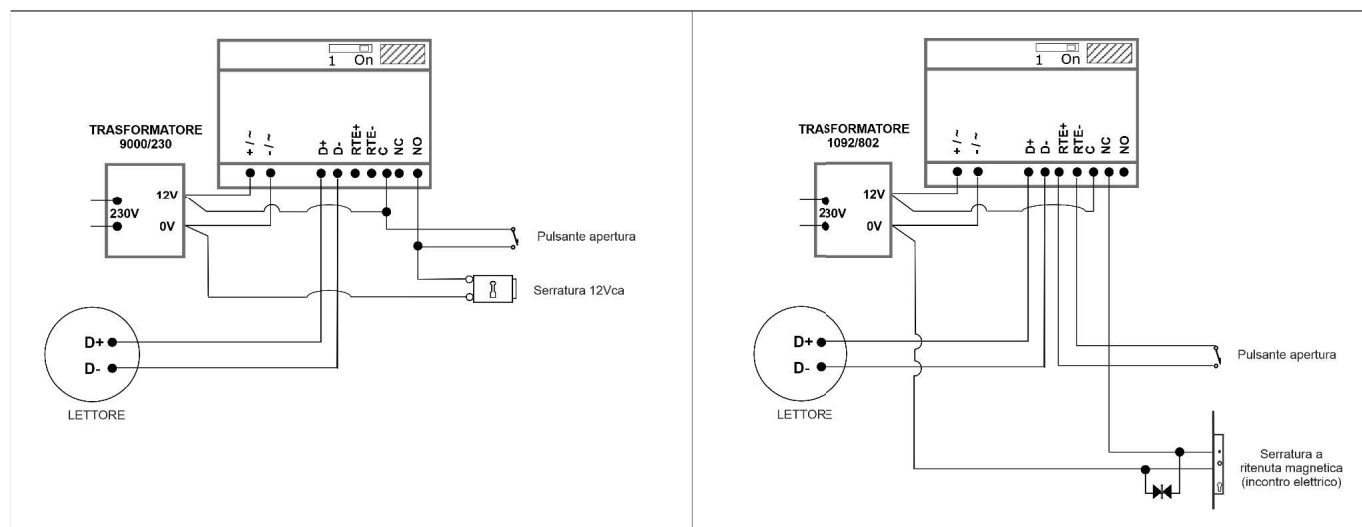 1 On
TRASFORMATORE
9000/230
+/~
-/~
D+
D-
RTE+
RTE-
C
NC
NO
12V
230V
0V
Pulsante apertura
Serratura 12Vca
D+
D-
LETTORE
1 On
TRASFORMATORE
1092/802
+/~
-/~
D+
D-
RTE+
RTE-
C
NC
NO
12V
230V
0V
D+
D-
Pulsante apertura
LETTORE
Serratura a
ritenuta magnetica
(incontro elettrico)